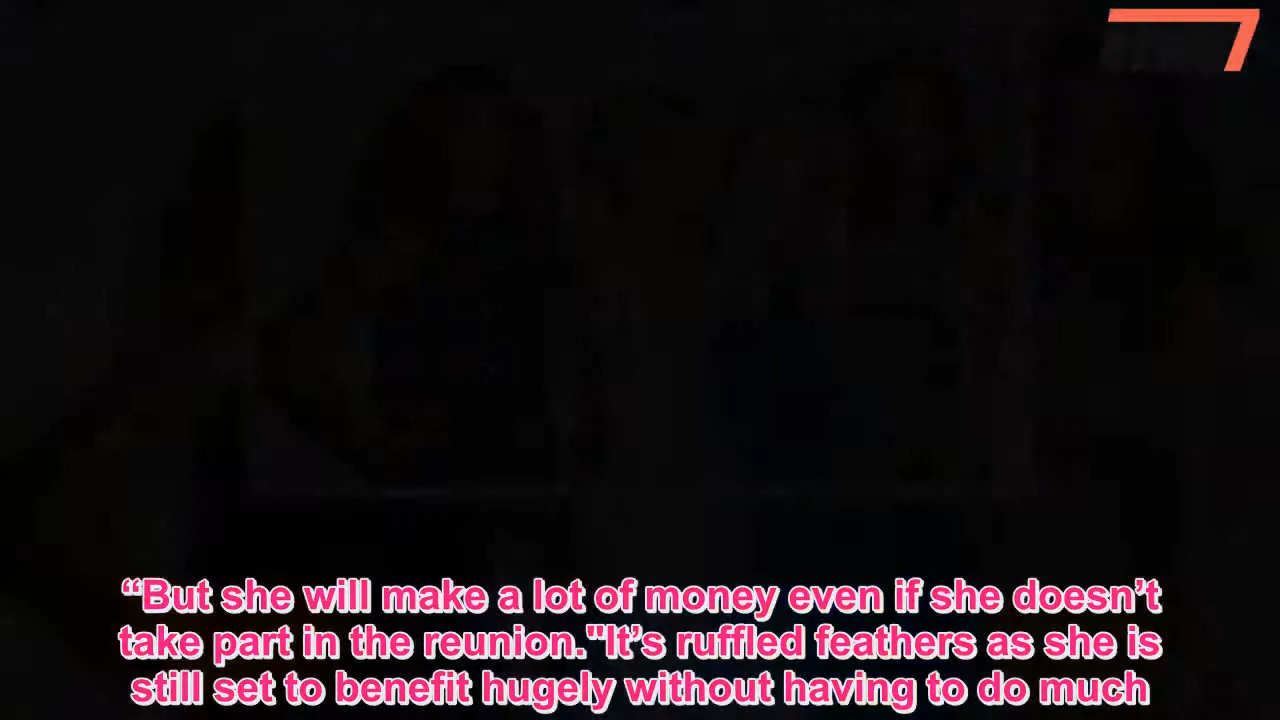 “But she will make a lot of money even if she doesn’t
take part in the reunion."It’s ruffled feathers as she is
still set to benefit hugely without having to do much